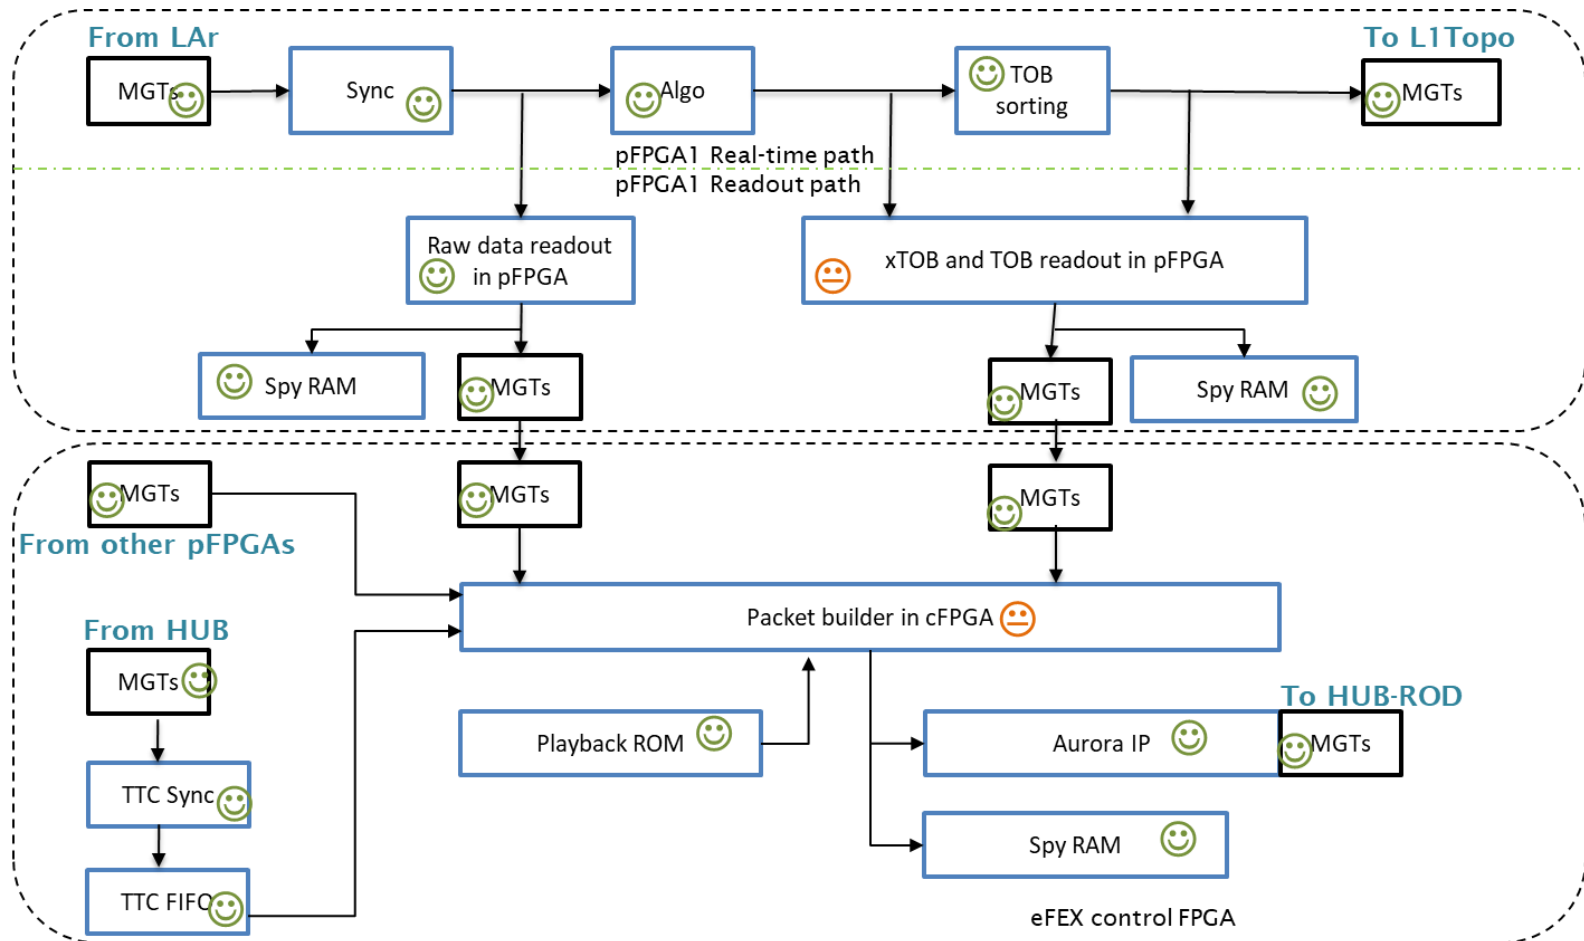 From LAr
To L1Topo
MGTs
Sync
Algo
TOB
sorting
MGTs
pFPGA1 Real-time path
pFPGA1 Readout path
Raw data readout
in pFPGA
xTOB and TOB readout in pFPGA
Spy RAM
MGTs
MGTs
Spy RAM
MGTs
MGTs
MGTs
From other pFPGAs
Packet builder in cFPGA
From HUB
MGTs
To HUB-ROD
Playback ROM
Aurora IP
MGTs
TTC Sync
Spy RAM
TTC FIFO
eFEX control FPGA